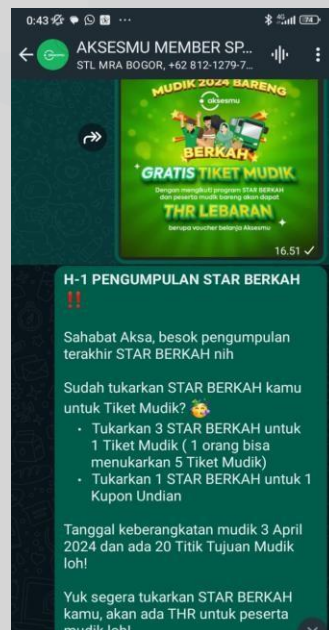 0:43
AKSESMU MEMBER SP...
STL MRA BOGOR, +62 812-1279-7...
MUDIK 2024 BARENG
aksesmu
BERKAH
GRATIS TIKET MUDIK
Dengan mengikuti program STAR BERKAH
dan peserta mudik bareng akan dapat
THR LEBARAN
berupa voucher belanja Aksesmu
16.51
H-1 PENGUMPULAN STAR BERKAH
‼️
Sahabat Aksa, besok pengumpulan
terakhir STAR BERKAH nih
Sudah tukarkan STAR BERKAH kamu
untuk Tiket Mudik? 🥳
• Tukarkan 3 STAR BERKAH untuk
1 Tiket Mudik ( 1 orang bisa
menukarkan 5 Tiket Mudik)
• Tukarkan 1 STAR BERKAH untuk 1
Kupon Undian
Tanggal keberangkatan mudik 3 April
2024 dan ada 20 Titik Tujuan Mudik
loh!
Yuk segera tukarkan STAR BERKAH
kamu, akan ada THR untuk peserta
mudik loh!